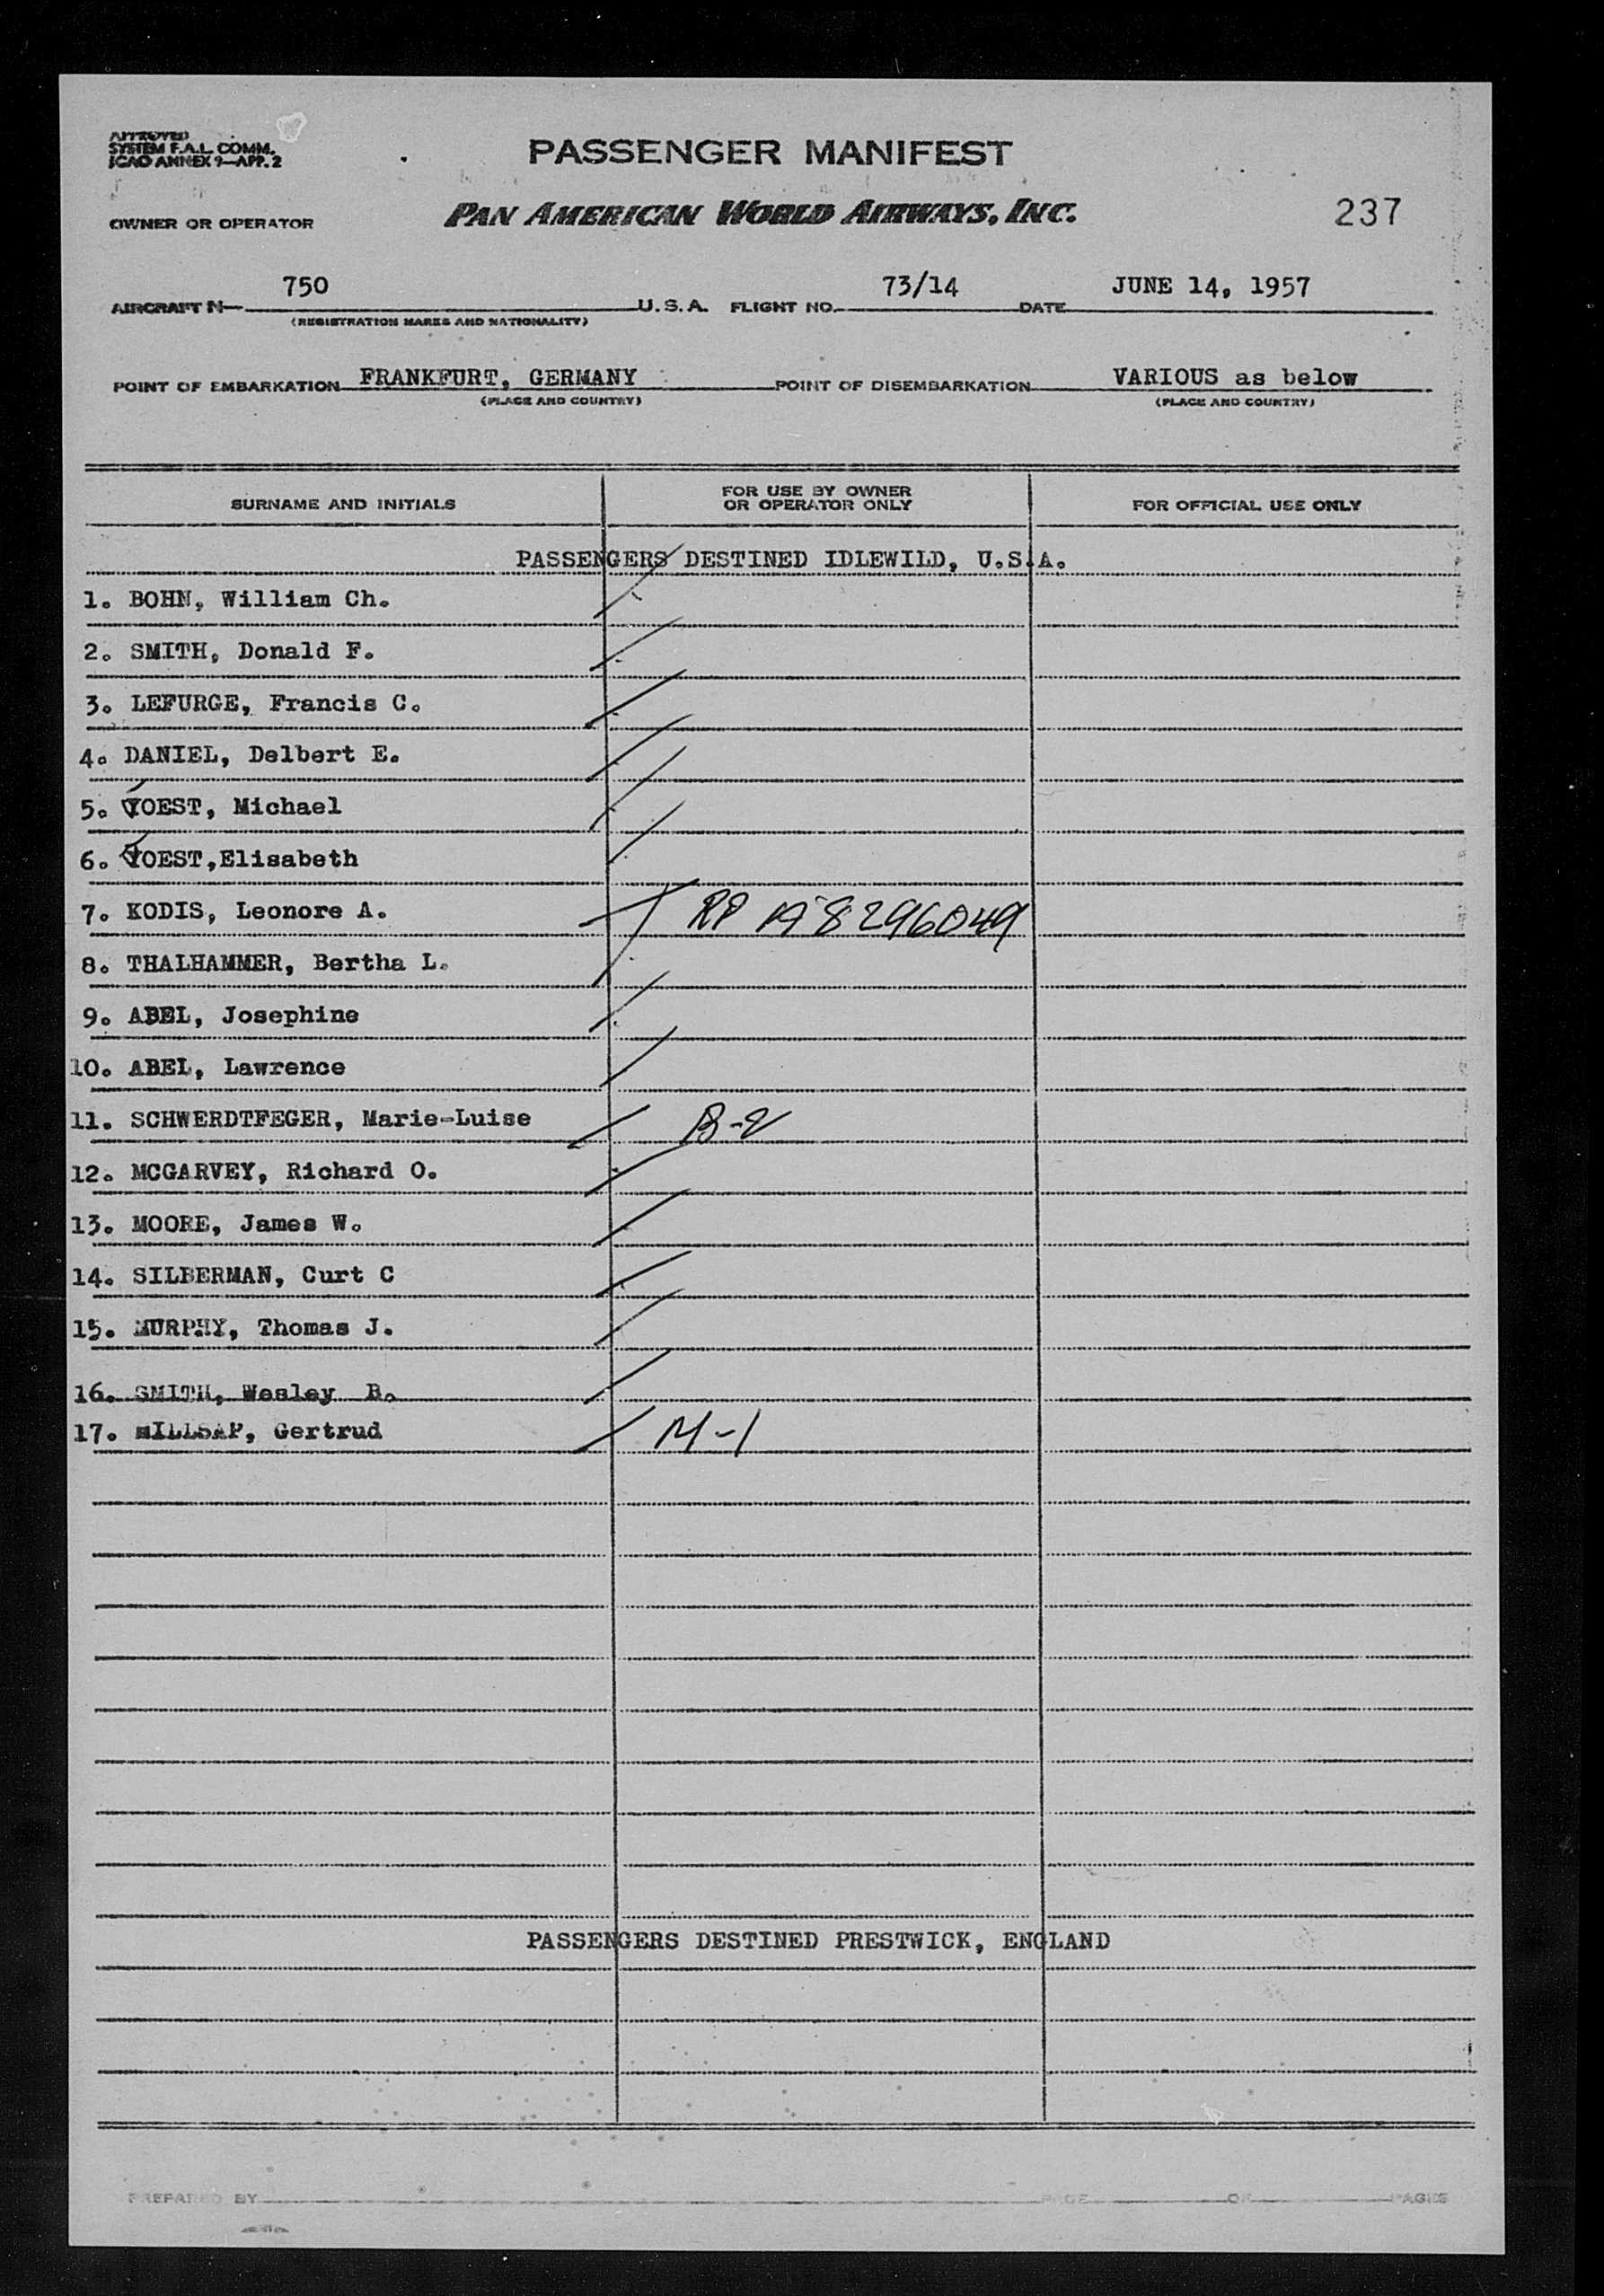 APPROVED
SYSTEM F.A.L. COMM.
ICAO ANNEX 9—APP. 2
PASSENGER MANIFEST
OWNER OR OPERATOR PAN AMERICAN WORLD AIRWAYS, INC. 237
AIRCRAFT N— 750 U.S.A. FLIGHT NO. 73/14 DATE JUNE 14, 1957
(REGISTRATION MARKS AND NATIONALITY)
POINT OF EMBARKATION FRANKFURT, GERMANY POINT OF DISEMBARKATION VARIOUS as below
(PLACE AND COUNTRY) (PLACE AND COUNTRY)
SURNAME AND INITIALS FOR USE BY OWNER OR OPERATOR ONLY FOR OFFICIAL USE ONLY
PASSENGERS DESTINED IDLEWILD, U.S.A.
1. BOHN, William Ch.
2. SMITH, Donald F.
3. LEFURGE, Francis C.
4. DANIEL, Delbert E.
5. YOEST, Michael
6. YOEST,Elisabeth
7. KODIS, Leonore A. RP A8296049
8. THALHAMMER, Bertha L.
9. ABEL, Josephine
10. ABEL, Lawrence
11. SCHWERDTFEGER, Marie-Luise B-2
12. MCGARVEY, Richard O.
13. MOORE, James W.
14. SILBERMAN, Curt C
15. MURPHY, Thomas J.
16. SMITH, Wesley B.
17. MILLSAP, Gertrud M-1
PASSENGERS DESTINED PRESTWICK, ENGLAND
PREPARED BY PAGE OF PAGES